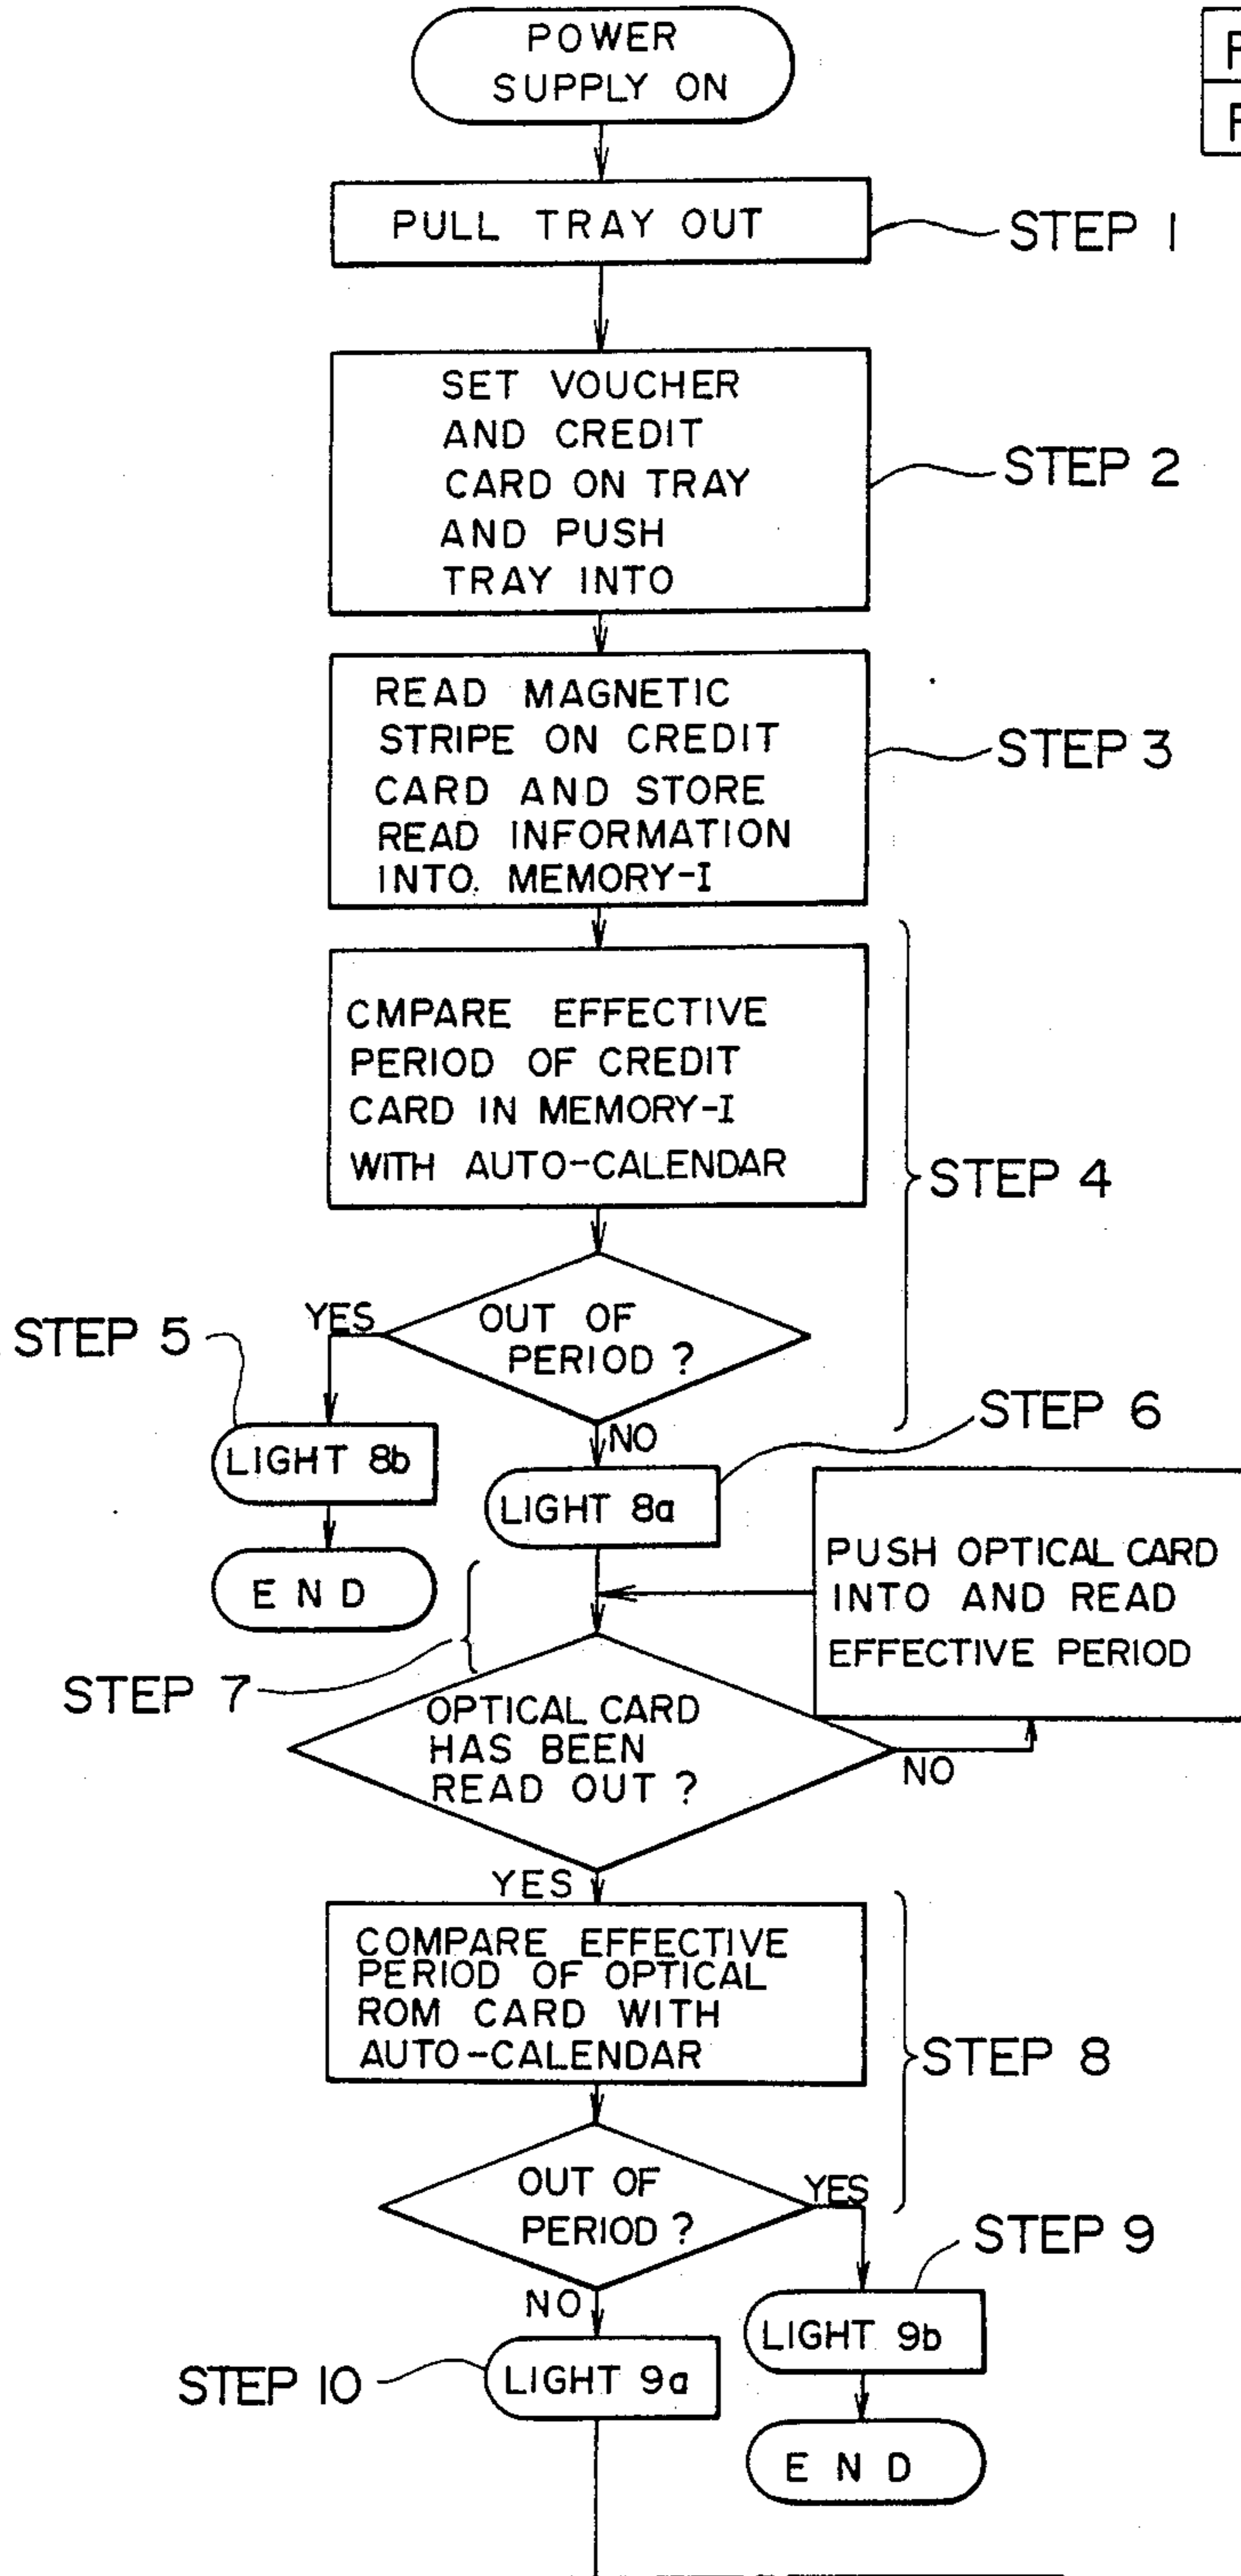 POWER
SUPPLY ON
PULL TRAY OUT
STEP 1
SET VOUCHER
AND CREDIT
CARD ON TRAY
AND PUSH
TRAY INTO
STEP 2
READ MAGNETIC
STRIPE ON CREDIT
CARD AND STORE
READ INFORMATION
INTO. MEMORY-I
STEP 3
CMPARE EFFECTIVE
PERIOD OF CREDIT
CARD IN MEMORY-I
WITH AUTO-CALENDAR
STEP 4
OUT OF
PERIOD ?
YES
STEP 5
LIGHT 8b
END
NO
STEP 6
LIGHT 8a
PUSH OPTICAL CARD
INTO AND READ
EFFECTIVE PERIOD
STEP 7
OPTICAL CARD
HAS BEEN
READ OUT ?
NO
YES
COMPARE EFFECTIVE
PERIOD OF OPTICAL
ROM CARD WITH
AUTO-CALENDAR
STEP 8
OUT OF
PERIOD ?
YES
STEP 9
LIGHT 9b
END
NO
STEP 10
LIGHT 9a